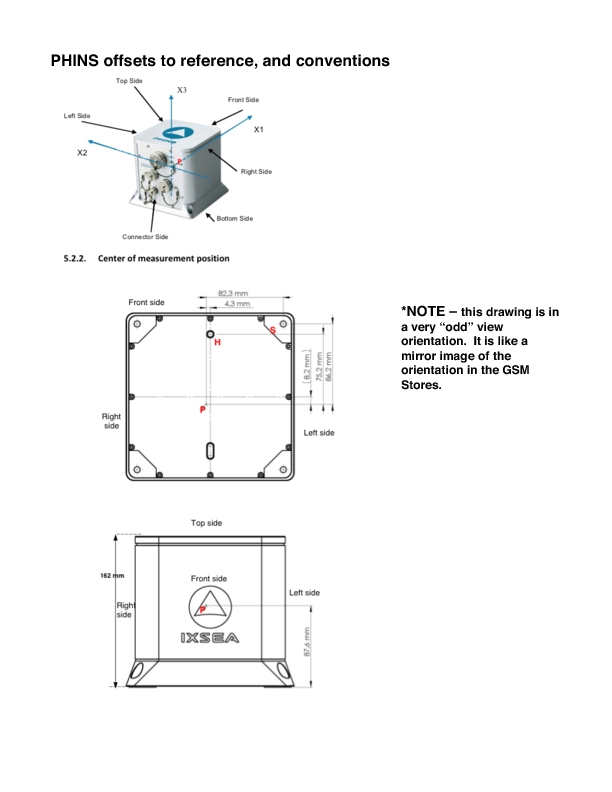 PHINS offsets to reference, and conventions
Top Side
X3
Front Side
Left Side
X1
X2
P
Right Side
Bottom Side
Connector Side
5.2.2. Center of measurement position
82,3 mm
Front side
4,3 mm
S
H
(8,2 mm)
75,2 mm
86,2 mm
P
Right
side
Left side
*NOTE – this drawing is in
a very “odd” view
orientation. It is like a
mirror image of the
orientation in the GSM
Stores.
Top side
162 mm
Front side
Left side
P
Right
side
IXSEA
87,6 mm